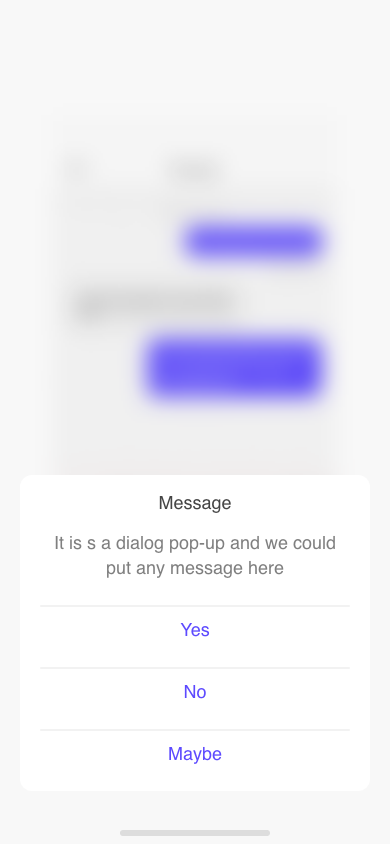 Message
It is s a dialog pop-up and we could
put any message here
Yes
No
Maybe